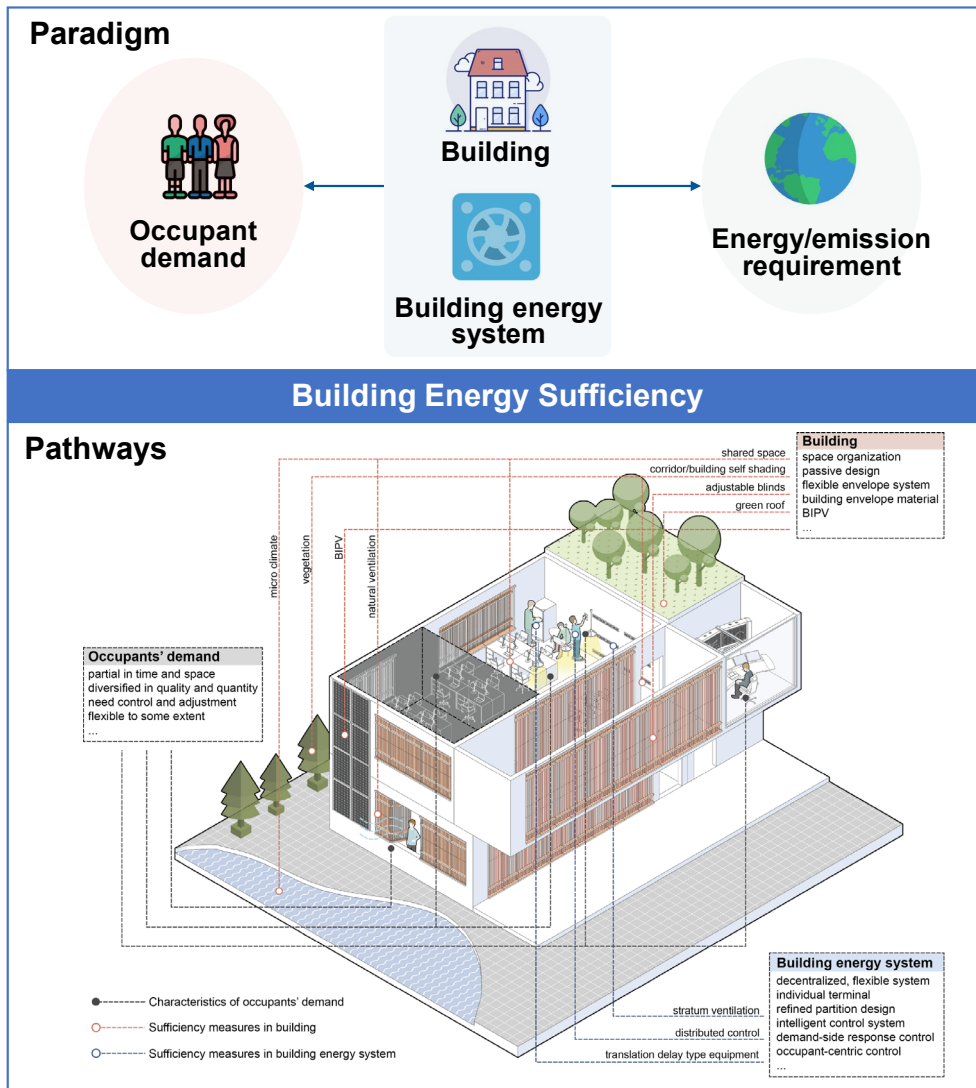 Paradigm
Building
Occupant
demand
Energy/emission
requirement
Building energy
system
Building Energy Sufficiency
Pathways
shared space
corridor/building self shading
adjustable blinds
green roof
Building
space organization
passive design
flexible envelope system
building envelope material
BIPV
...
micro climate
vegetation
BIPV
natural ventilation
Occupants' demand
partial in time and space
diversified in quality and quantity
need control and adjustment
flexible to some extent
...
Characteristics of occupants' demand
Sufficiency measures in building
Sufficiency measures in building energy system
stratum ventilation
distributed control
translation delay type equipment
Building energy system
decentralized, flexible system
individual terminal
refined partition design
intelligent control system
demand-side response control
occupant-centric control
...